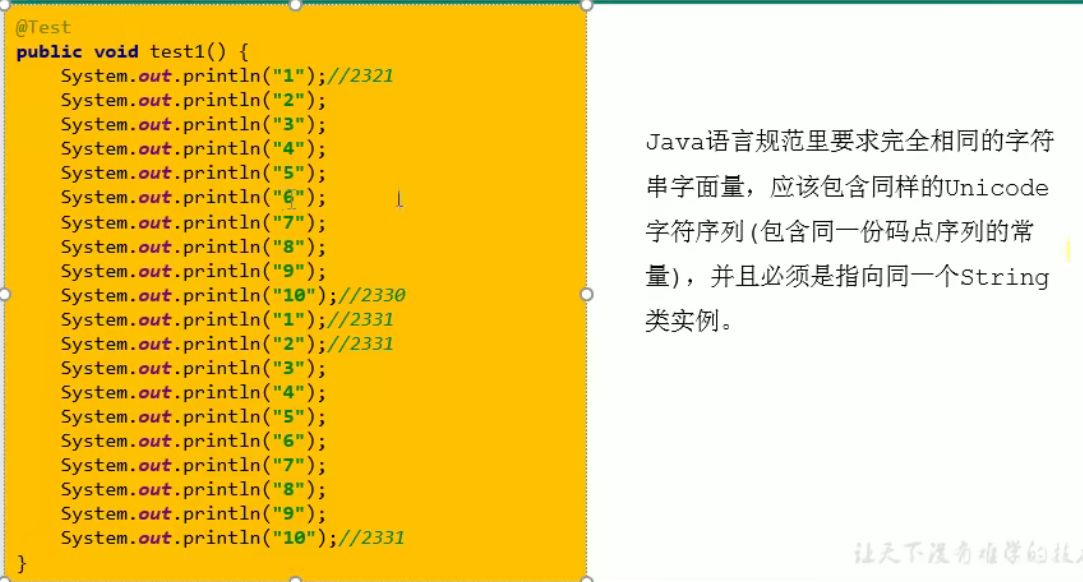 @Test
public void test1() {
System.out.println("1");//2321
System.out.println("2");
System.out.println("3");
System.out.println("4");
System.out.println("5");
System.out.println("6");
System.out.println("7");
System.out.println("8");
System.out.println("9");
System.out.println("10");//2330
System.out.println("1");//2331
System.out.println("2");//2331
System.out.println("3");
System.out.println("4");
System.out.println("5");
System.out.println("6");
System.out.println("7");
System.out.println("8");
System.out.println("9");
System.out.println("10");//2331
}
Java语言规范里要求完全相同的字符
串字面量，应该包含同样的Unicode
字符序列(包含同一份码点序列的常
量)，并且必须是指向同一个String
类实例。
让天下没有难学的技